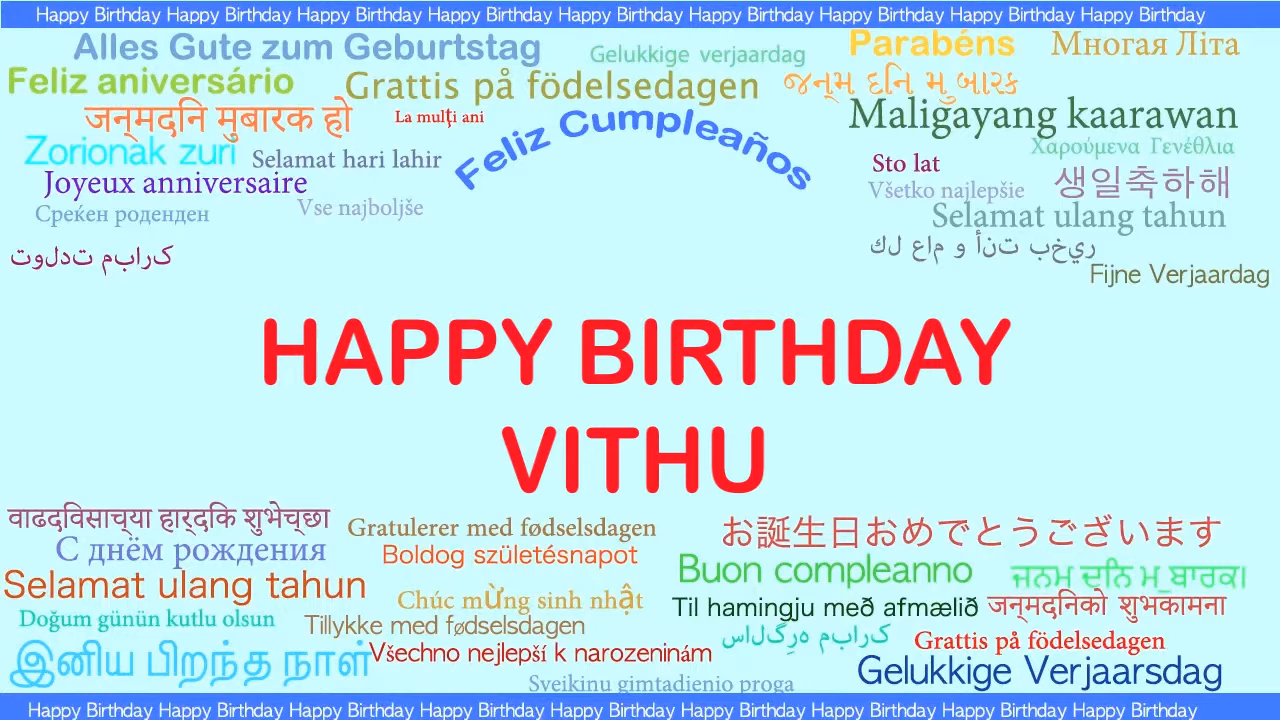 Happy Birthday Happy Birthday Happy Birthday Happy Birthday Happy Birthday Happy Birthday Happy Birthday Happy Birthday Happy Birthday
Alles Gute zum Geburtstag
Gelukkige verjaardag
Parabéns
Многая Літа
Feliz aniversário
Grattis på födelsedagen
જન્મ દિન મુબારક
जन्मदिन मुबारक हो
La mulţi ani
Feliz Cumpleaños
Maligayang kaarawan
Zorionak zuri
Selamat hari lahir
Χαρούμενα Γενέθλια
Sto lat
Joyeux anniversaire
Všetko najlepšie
생일축하해
Среќен роденден
Vse najboljše
Selamat ulang tahun
تولدت مبارک
كل عام و أنت بخير
Fijne Verjaardag
HAPPY BIRTHDAY
VITHU
वाढदिवसाच्या हार्दिक शुभेच्छा
Gratulerer med fødselsdagen
お誕生日おめでとうございます
С днём рождения
Boldog születésnapot
Buon compleanno
ਜਨਮ ਦਿਨ ਮੁਬਾਰਕ।
Selamat ulang tahun
Chúc mừng sinh nhật
Til hamingju með afmælið
जन्मदिनको शुभकामना
Doğum günün kutlu olsun
Tillykke med fødselsdagen
سالگرہ مبارک
Grattis på födelsedagen
இனிய பிறந்த நாள்
Všechno nejlepší k narozeninám
Gelukkige Verjaarsdag
Sveikinu gimtadienio proga
Happy Birthday Happy Birthday Happy Birthday Happy Birthday Happy Birthday Happy Birthday Happy Birthday Happy Birthday Happy Birthday